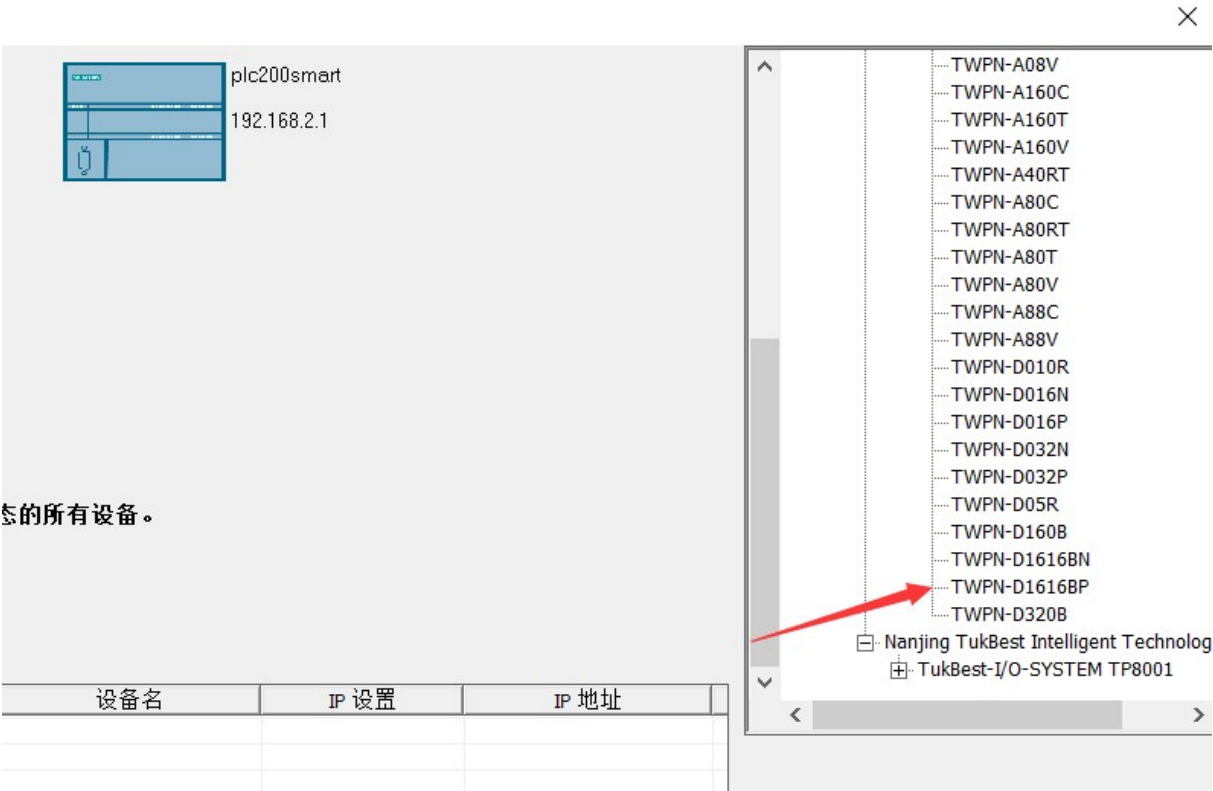 SIEMENS
plc200smart
192.168.2.1
态的所有设备。
设备名
IP 设置
IP 地址
TWPN-A08V
TWPN-A160C
TWPN-A160T
TWPN-A160V
TWPN-A40RT
TWPN-A80C
TWPN-A80RT
TWPN-A80T
TWPN-A80V
TWPN-A88C
TWPN-A88V
TWPN-D010R
TWPN-D016N
TWPN-D016P
TWPN-D032N
TWPN-D032P
TWPN-D05R
TWPN-D160B
TWPN-D1616BN
TWPN-D1616BP
TWPN-D320B
Nanjing TukBest Intelligent Technolog
TukBest-I/O-SYSTEM TP8001